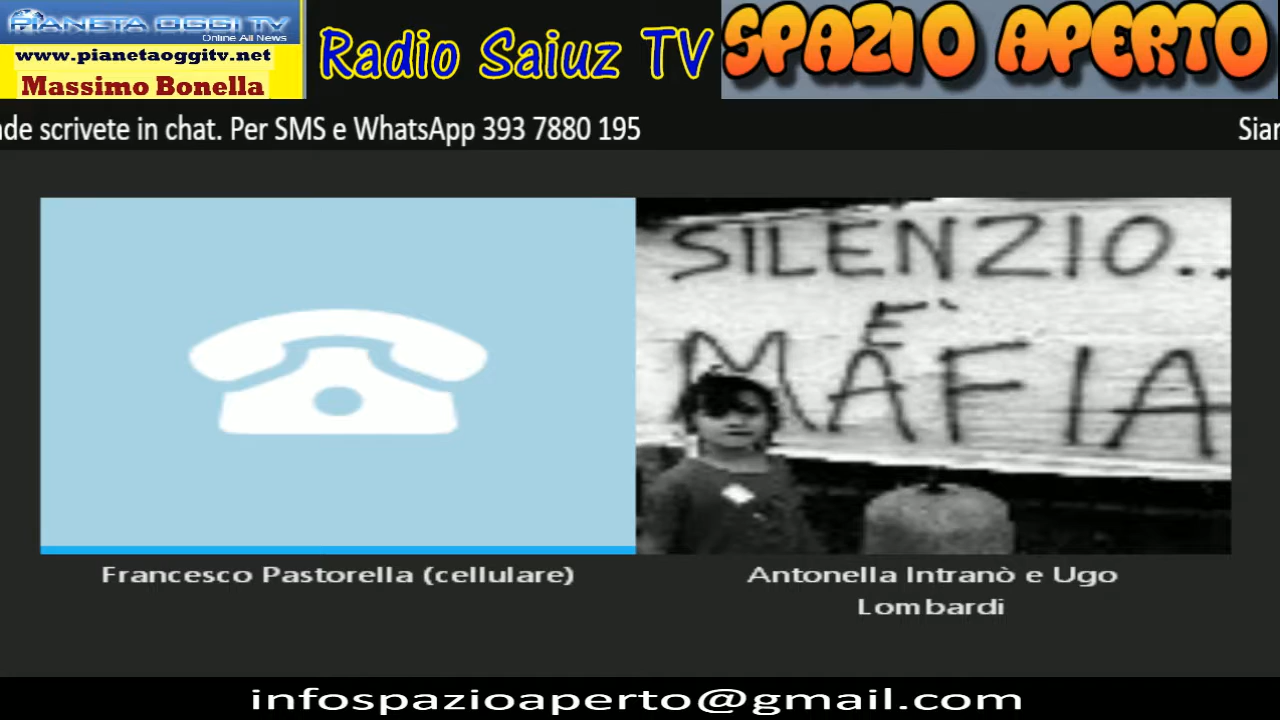 PIANETA OGGI TV
Online All News
www.pianetaoggitv.net
Massimo Bonella
Radio Saiuz TV
SPAZIO APERTO
scrivete in chat. Per SMS e WhatsApp 393 7880 195
SILENZIO..
E'
MAFIA
Francesco Pastorella (cellulare)
Antonella Intranò e Ugo
Lombardi
infospazioaperto@gmail.com